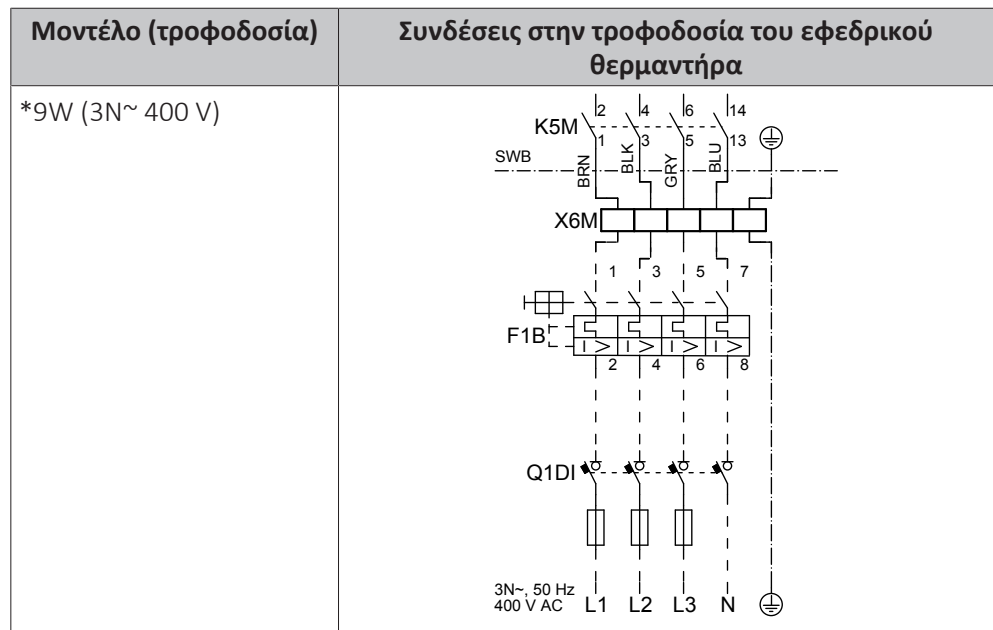 Μοντέλο (τροφοδοσία)
Συνδέσεις στην τροφοδοσία του εφεδρικού
θερμαντήρα
*9W (3N~ 400 V)
2 4 6 14
K5M
1 3 5 13
SWB
BRN BLK GRY BLU
X6M
1 3 5 7
F1B
I > I > I > I >
2 4 6 8
Q1DI
3N~, 50 Hz
400 V AC L1 L2 L3 N